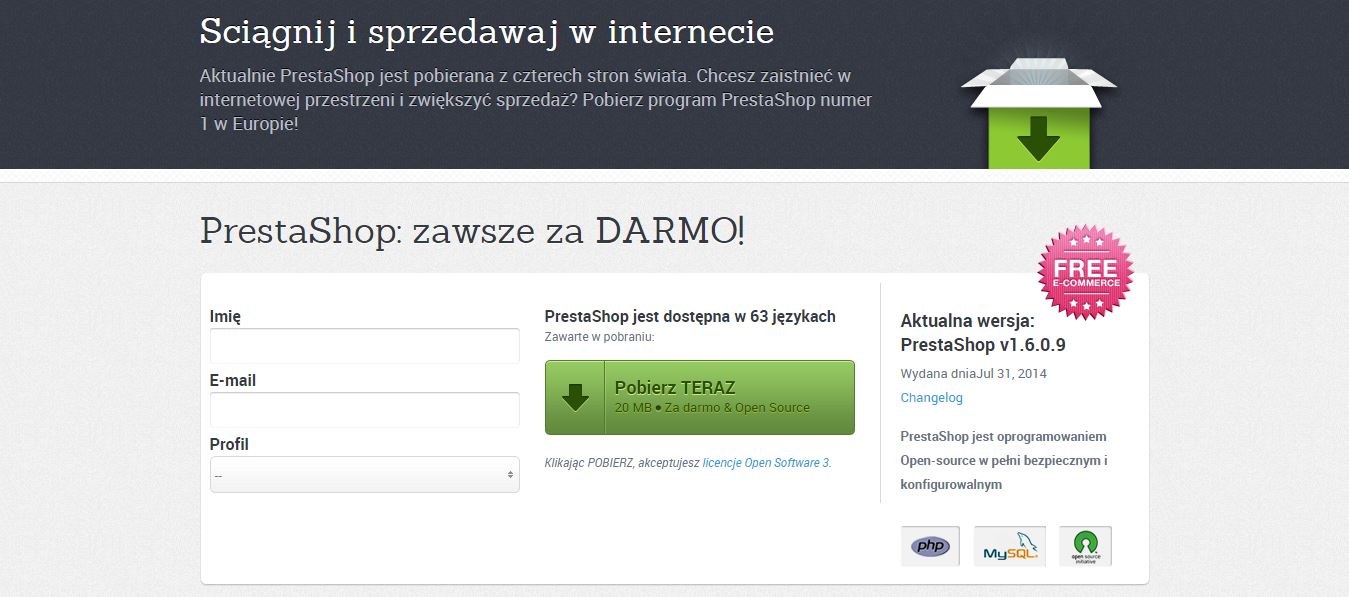 Sciągnij i sprzedawaj w internecie
Aktualnie PrestaShop jest pobierana z czterech stron świata. Chcesz zaistnieć w
internetowej przestrzeni i zwiększyć sprzedaż? Pobierz program PrestaShop numer
1 w Europie!
PrestaShop: zawsze za DARMO!
FREE
E-COMMERCE
Imię
E-mail
Profil
--
PrestaShop jest dostępna w 63 językach
Zawarte w pobraniu:
Pobierz TERAZ
20 MB • Za darmo & Open Source
Klikając POBIERZ, akceptujesz licencje Open Software 3.
Aktualna wersja:
PrestaShop v1.6.0.9
Wydana dniaJul 31, 2014
Changelog
PrestaShop jest oprogramowaniem
Open-source w pełni bezpiecznym i
konfigurowalnym
php
MySQL
open source
initiative